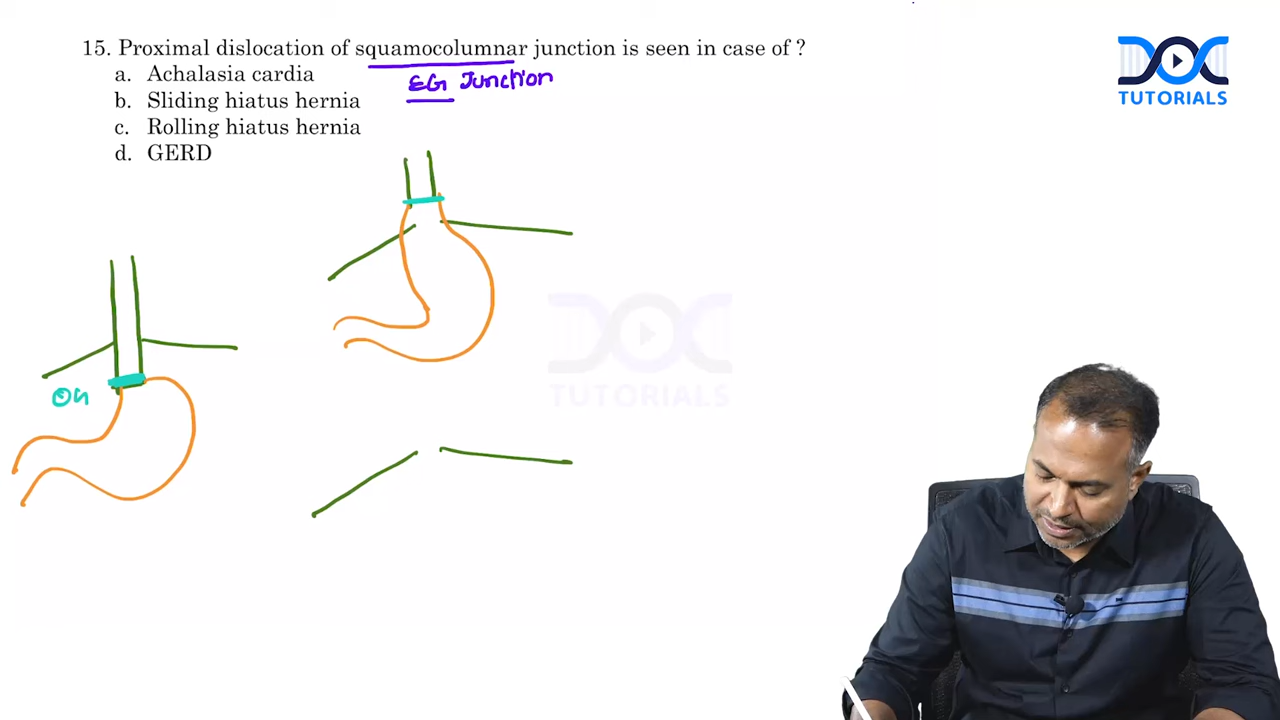 15. Proximal dislocation of squamocolumnar junction is seen in case of ?
EG Junction
a. Achalasia cardia
b. Sliding hiatus hernia
c. Rolling hiatus hernia
d. GERD
TUTORIALS
OG
TUTORIALS